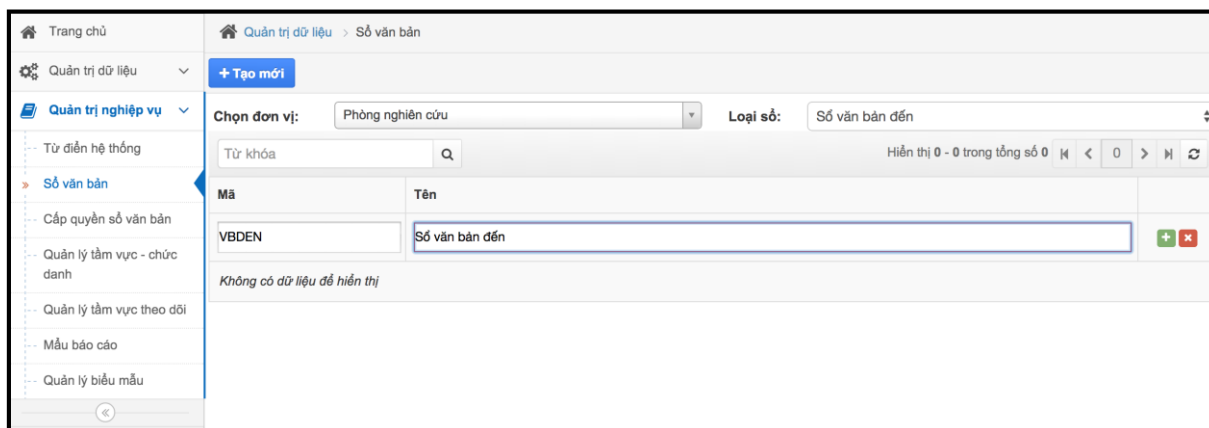 Trang chủ
Quản trị dữ liệu
Quản trị nghiệp vụ
Từ điển hệ thống
Sổ văn bản
Cấp quyền sổ văn bản
Quản lý tầm vực - chức
danh
Quản lý tầm vực theo dõi
Mẫu báo cáo
Quản lý biểu mẫu
Quản trị dữ liệu > Sổ văn bản
+ Tạo mới
Chọn đơn vị: Phòng nghiên cứu Loại sổ: Sổ văn bản đến
Từ khóa Hiển thị 0 - 0 trong tổng số 0 0
Mã Tên
VBDEN Sổ văn bản đến
Không có dữ liệu để hiển thị